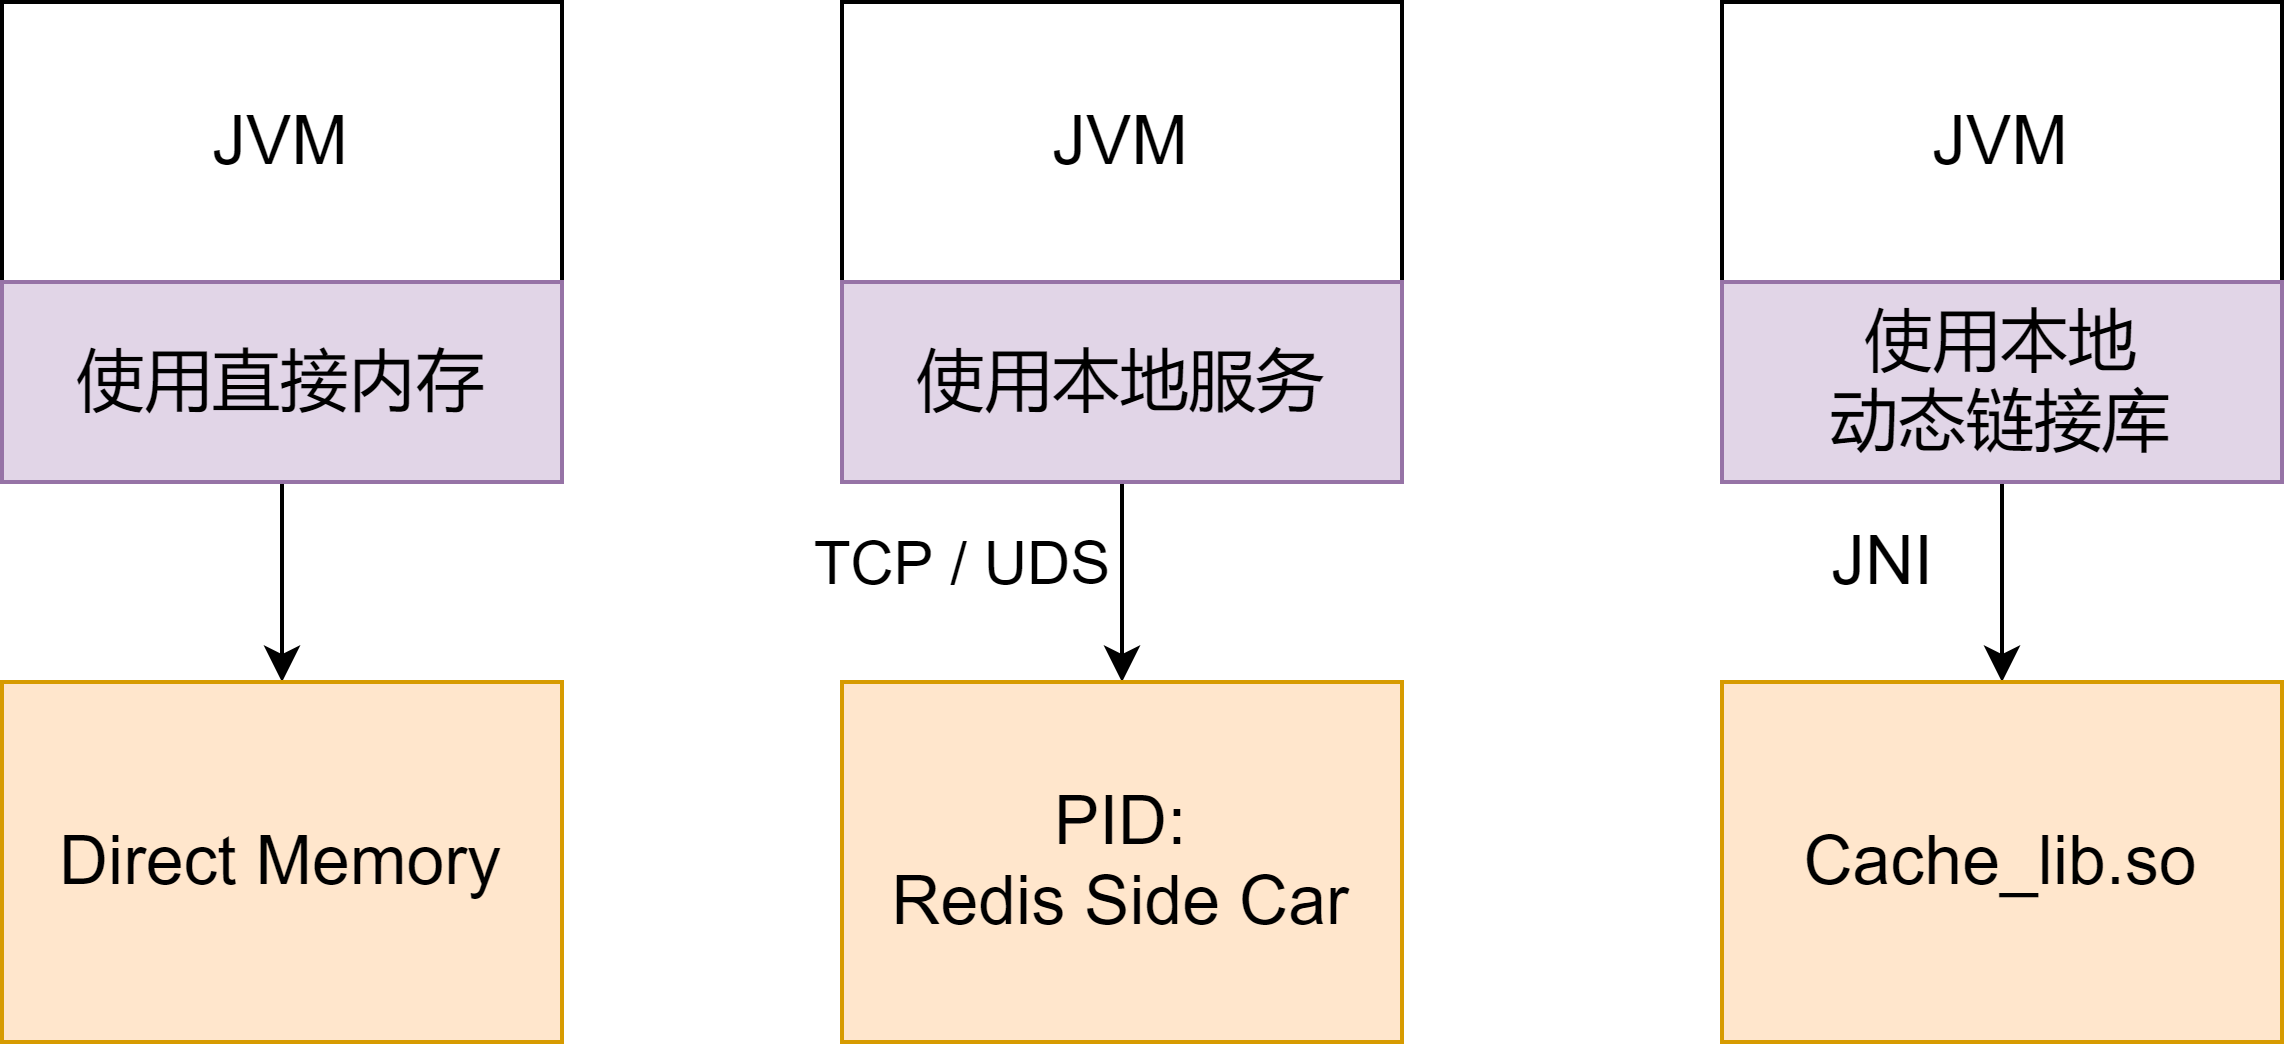 JVM
使用直接内存
Direct Memory
JVM
使用本地服务
TCP / UDS
PID:
Redis Side Car
JVM
使用本地
动态链接库
JNI
Cache_lib.so